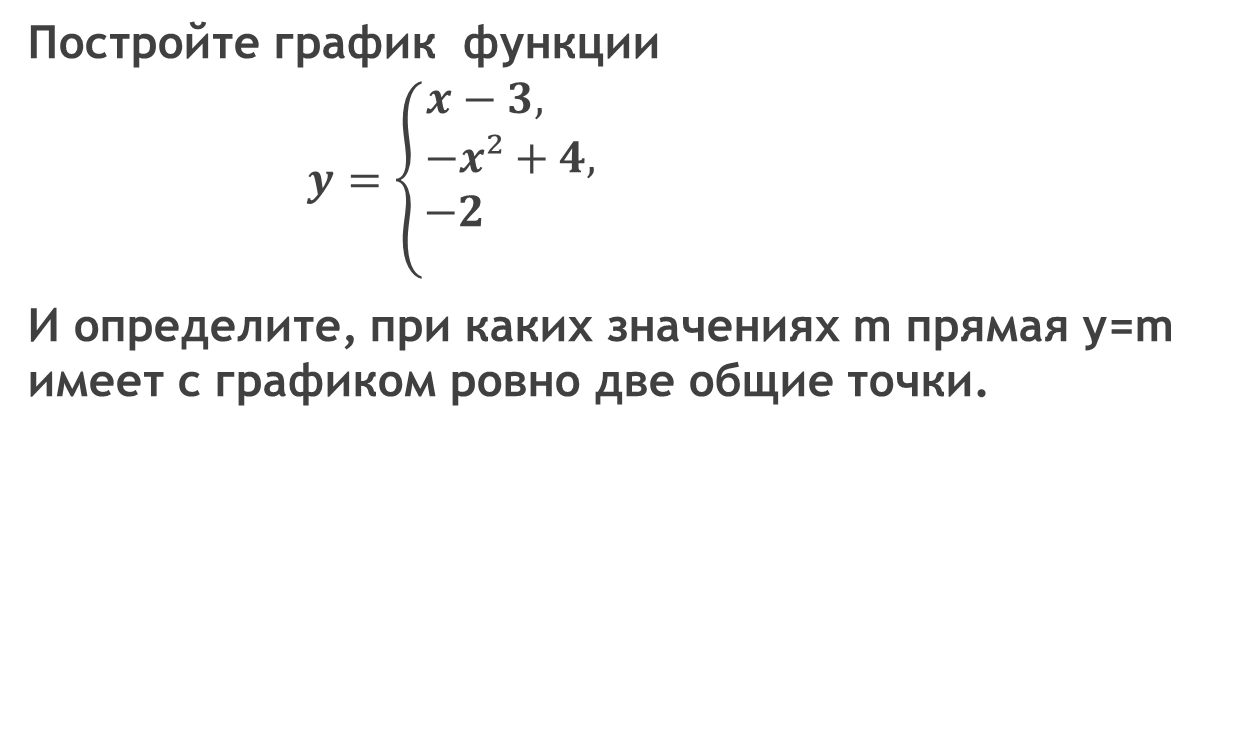 Постройте график функции
y = { x − 3,
−x² + 4,
−2
И определите, при каких значениях m прямая y=m
имеет с графиком ровно две общие точки.